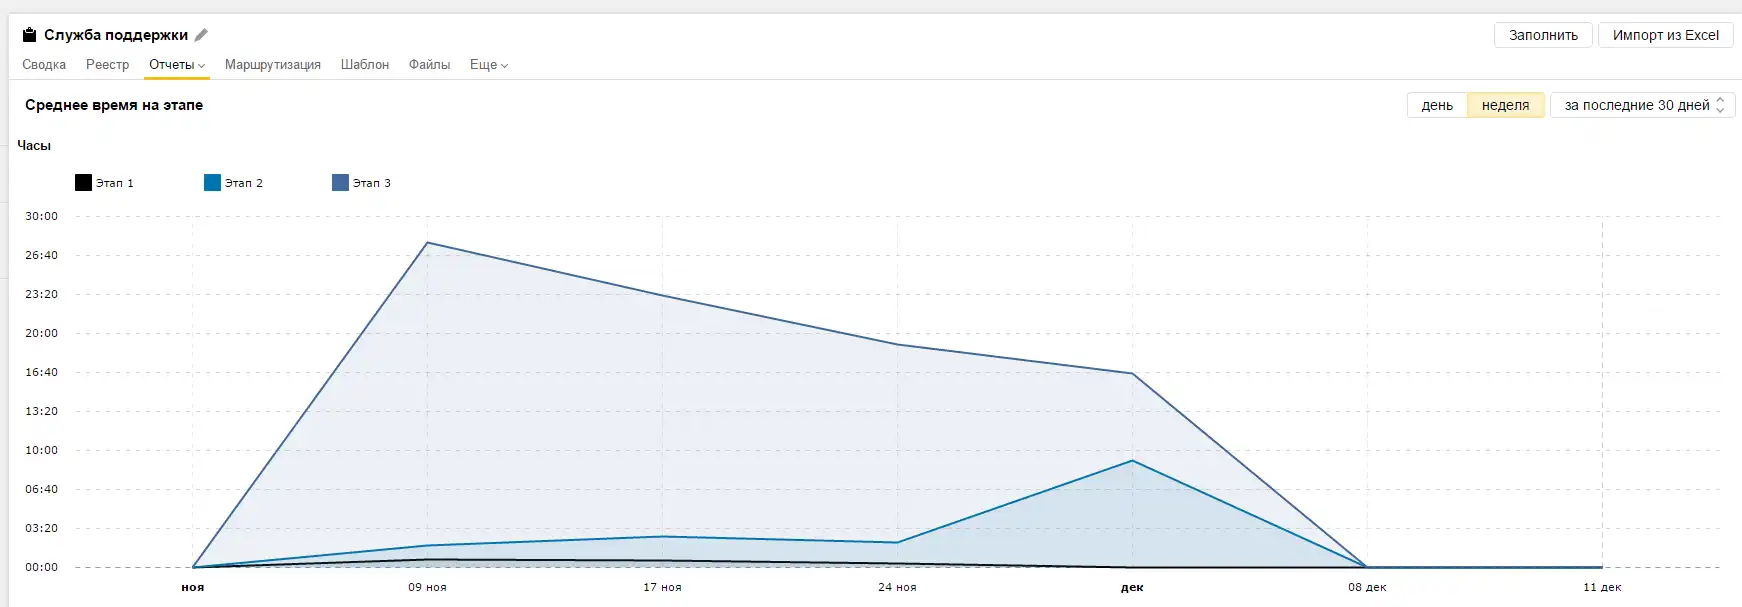 Служба поддержки
Заполнить Импорт из Excel
Сводка Реестр Отчеты Маршрутизация Шаблон Файлы Еще
Среднее время на этапе
день неделя за последние 30 дней
Часы
Этап 1 Этап 2 Этап 3
30:00
26:40
23:20
20:00
16:40
13:20
10:00
06:40
03:20
00:00
ноя 09 ноя 17 ноя 24 ноя дек 08 дек 11 дек